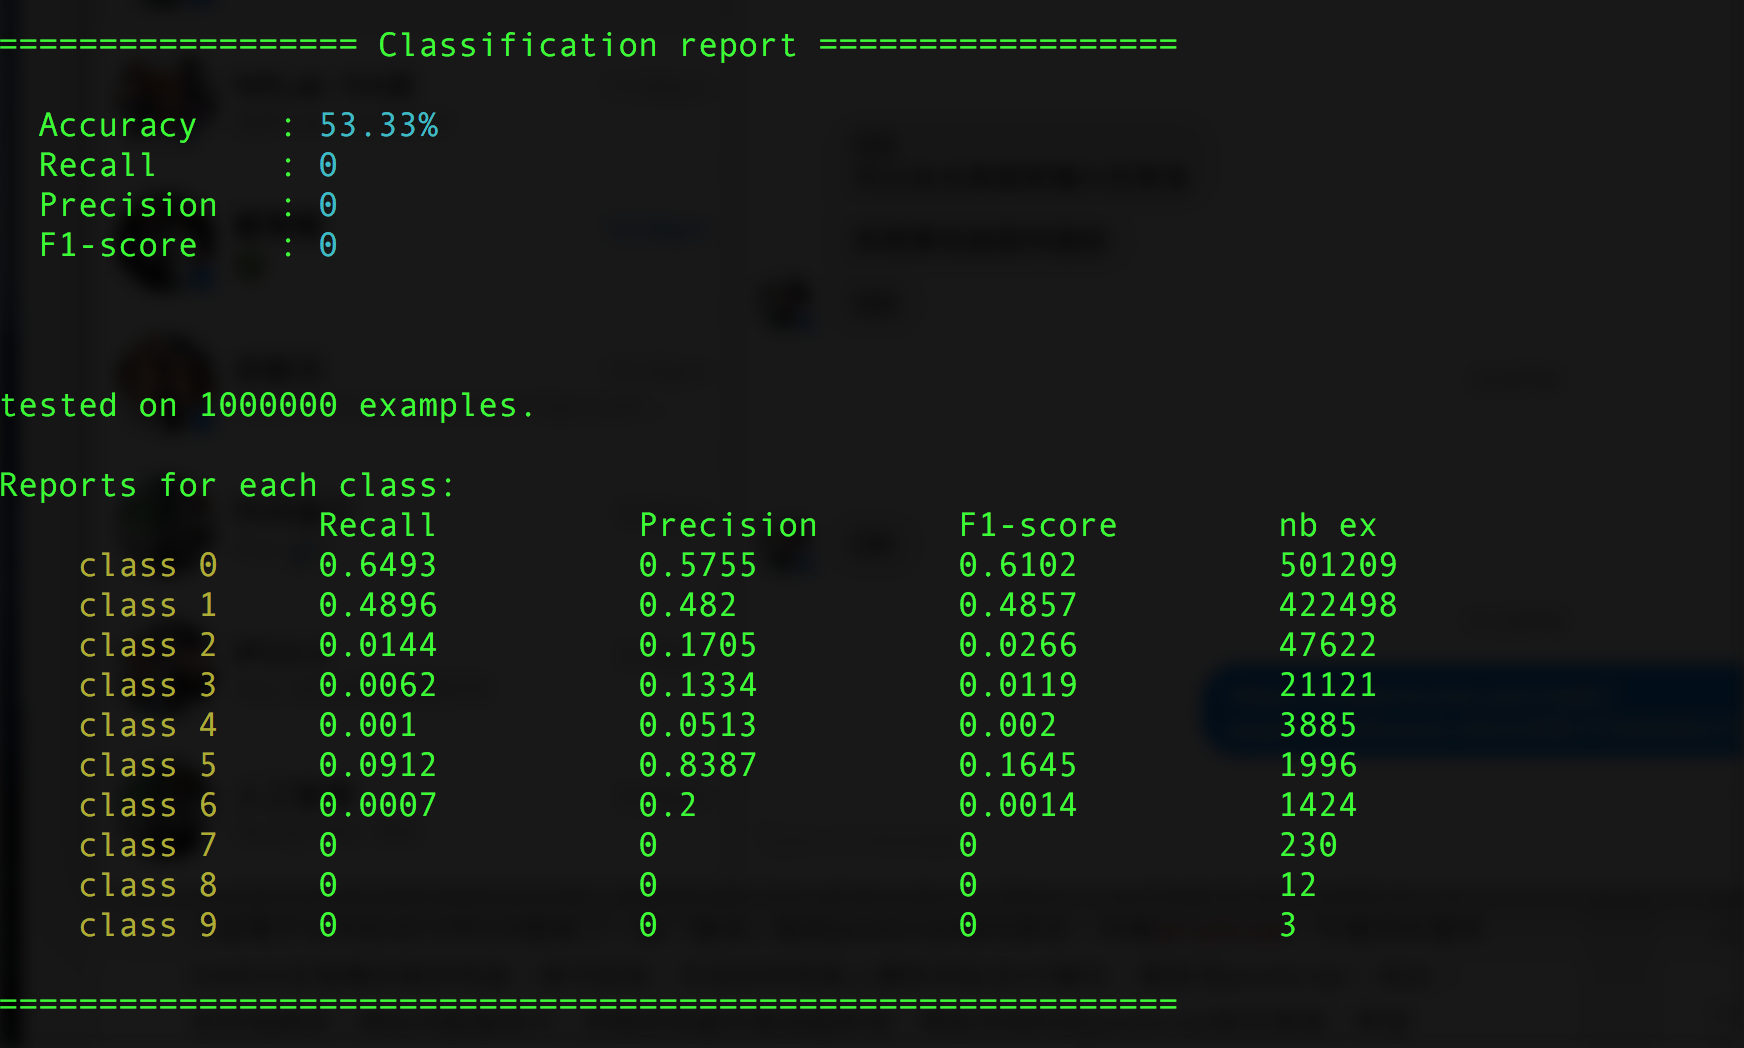 ================== Classification report ==================
Accuracy : 53.33%
Recall : 0
Precision : 0
F1-score : 0
tested on 1000000 examples.
Reports for each class:
Recall Precision F1-score nb ex
class 0 0.6493 0.5755 0.6102 501209
class 1 0.4896 0.482 0.4857 422498
class 2 0.0144 0.1705 0.0266 47622
class 3 0.0062 0.1334 0.0119 21121
class 4 0.001 0.0513 0.002 3885
class 5 0.0912 0.8387 0.1645 1996
class 6 0.0007 0.2 0.0014 1424
class 7 0 0 0 230
class 8 0 0 0 12
class 9 0 0 0 3
===========================================================